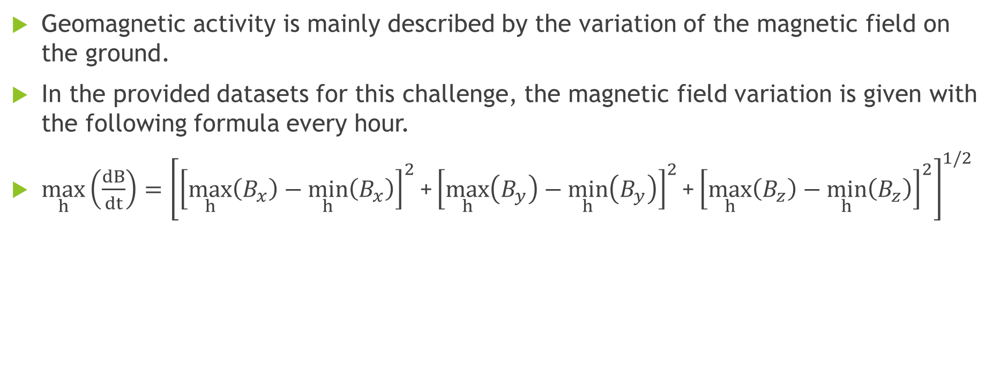 Geomagnetic activity is mainly described by the variation of the magnetic field on
the ground.
In the provided datasets for this challenge, the magnetic field variation is given with
the following formula every hour.
$\max_{\mathrm{h}} \left(\frac{\mathrm{dB}}{\mathrm{dt}}\right) = \left[\left[\max_{\mathrm{h}}(B_x) - \min_{\mathrm{h}}(B_x)\right]^2 + \left[\max_{\mathrm{h}}(B_y) - \min_{\mathrm{h}}(B_y)\right]^2 + \left[\max_{\mathrm{h}}(B_z) - \min_{\mathrm{h}}(B_z)\right]^2\right]^{1/2}$